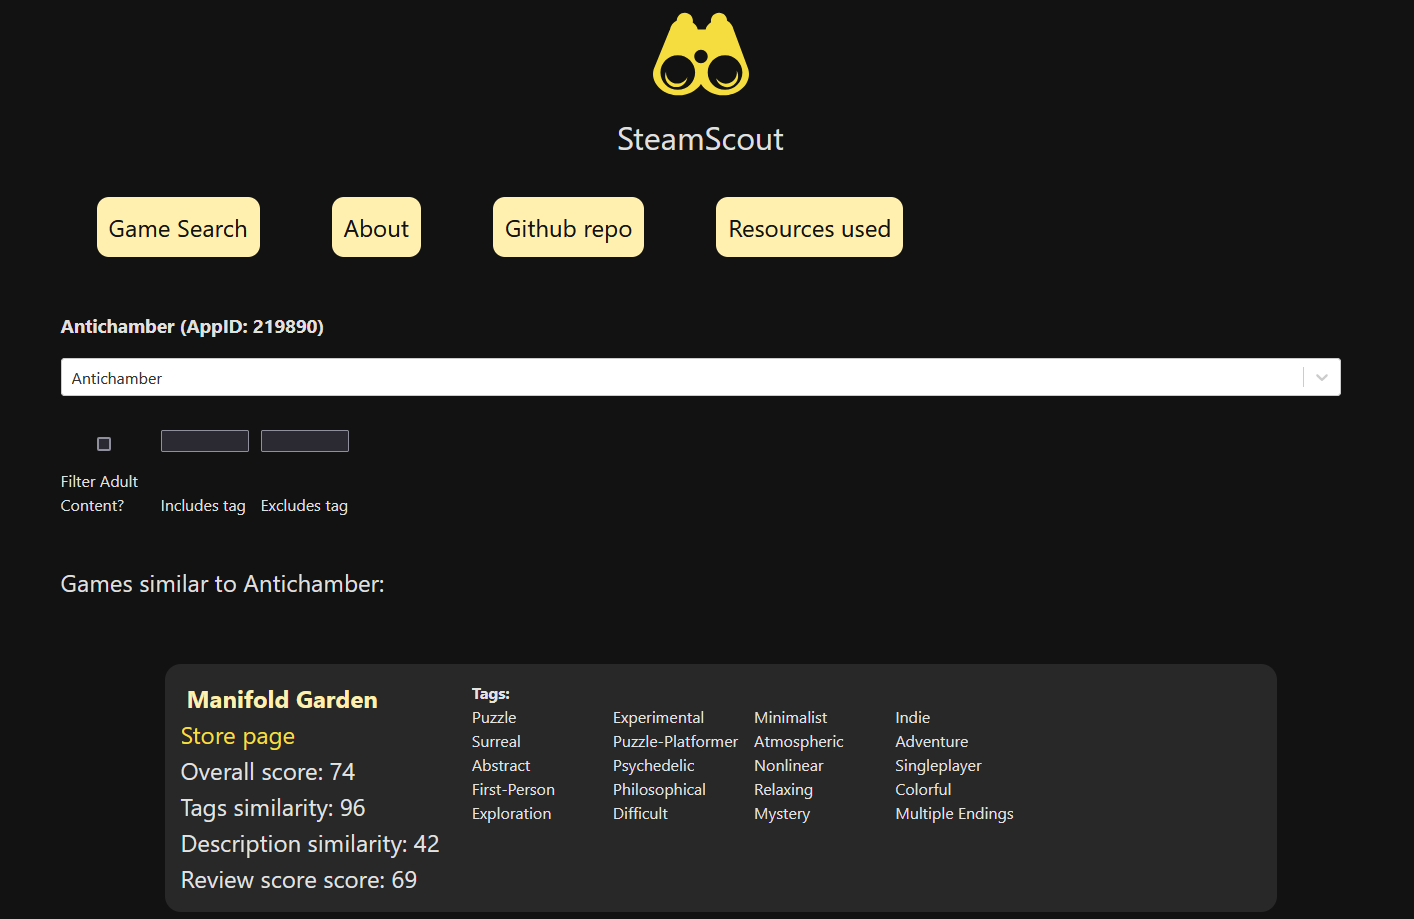 SteamScout
Game Search
About
Github repo
Resources used
Antichamber (AppID: 219890)
Antichamber
Filter Adult
Content?
Includes tag
Excludes tag
Games similar to Antichamber:
Manifold Garden
Store page
Overall score: 74
Tags similarity: 96
Description similarity: 42
Review score score: 69
Tags:
Puzzle
Surreal
Abstract
First-Person
Exploration
Experimental
Puzzle-Platformer
Psychedelic
Philosophical
Difficult
Minimalist
Atmospheric
Nonlinear
Relaxing
Mystery
Indie
Adventure
Singleplayer
Colorful
Multiple Endings